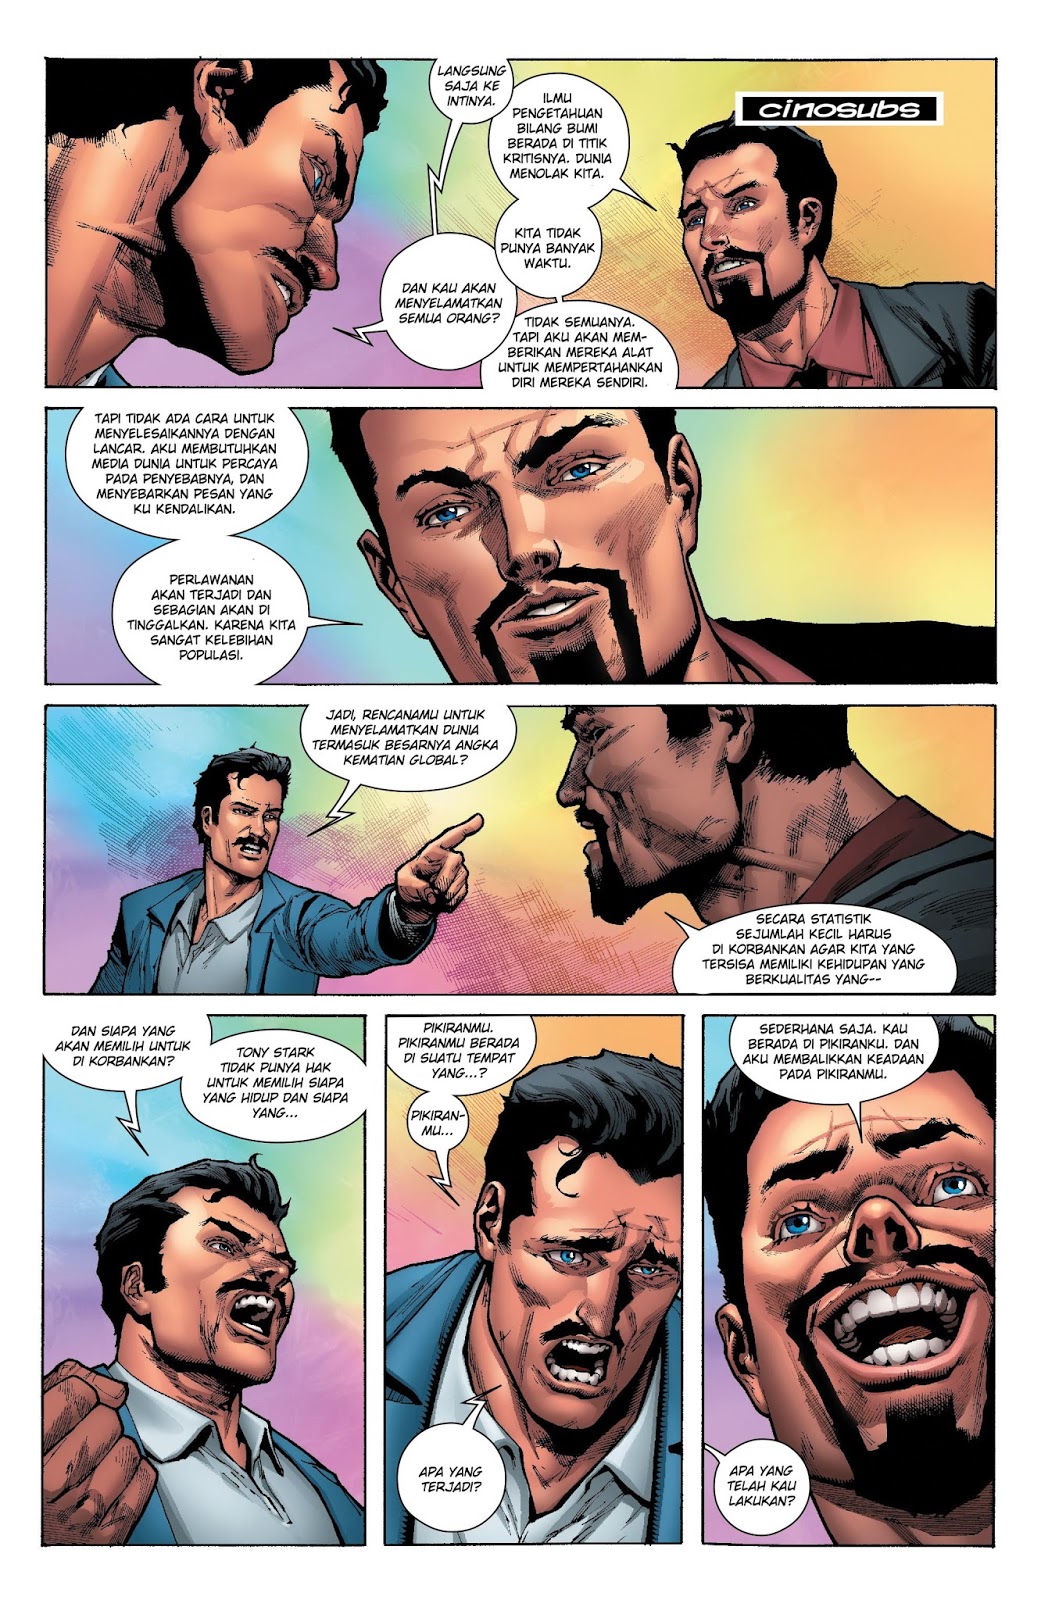 LANGSUNG
SAJA KE
INTINYA.
ILMU
PENGETAHUAN
BILANG BUMI
BERADA DI TITIK
KRITISNYA. DUNIA
MENOLAK KITA.
cinosubs
KITA TIDAK
PUNYA BANYAK
WAKTU.
DAN KAU AKAN
MENYELAMATKAN
SEMUA ORANG?
TIDAK SEMUANYA.
TAPI AKU AKAN MEM-
BERIKAN MEREKA ALAT
UNTUK MEMPERTAHANKAN
DIRI MEREKA SENDIRI.
TAPI TIDAK ADA CARA UNTUK
MENYELESAIKANNYA DENGAN
LANCAR. AKU MEMBUTUHKAN
MEDIA DUNIA UNTUK PERCAYA
PADA PENYEBABNYA, DAN
MENYEBARKAN PESAN YANG
KU KENDALIKAN.
PERLAWANAN
AKAN TERJADI DAN
SEBAGIAN AKAN DI
TINGGALKAN. KARENA KITA
SANGAT KELEBIHAN
POPULASI.
JADI, RENCANAMU UNTUK
MENYELAMATKAN DUNIA
TERMASUK BESARNYA ANGKA
KEMATIAN GLOBAL?
SECARA STATISTIK
SEJUMLAH KECIL HARUS
DI KORBANKAN AGAR KITA YANG
TERSISA MEMILIKI KEHIDUPAN YANG
BERKUALITAS YANG--
DAN SIAPA YANG
AKAN MEMILIH UNTUK
DI KORBANKAN?
TONY STARK
TIDAK PUNYA HAK
UNTUK MEMILIH SIAPA
YANG HIDUP DAN SIAPA
YANG...
PIKIRANMU.
PIKIRANMU BERADA
DI SUATU TEMPAT
YANG...?
PIKIRAN-
MU...
APA YANG
TERJADI?
SEDERHANA SAJA. KAU
BERADA DI PIKIRANKU. DAN
AKU MEMBALIKKAN KEADAAN
PADA PIKIRANMU.
APA YANG
TELAH KAU
LAKUKAN?